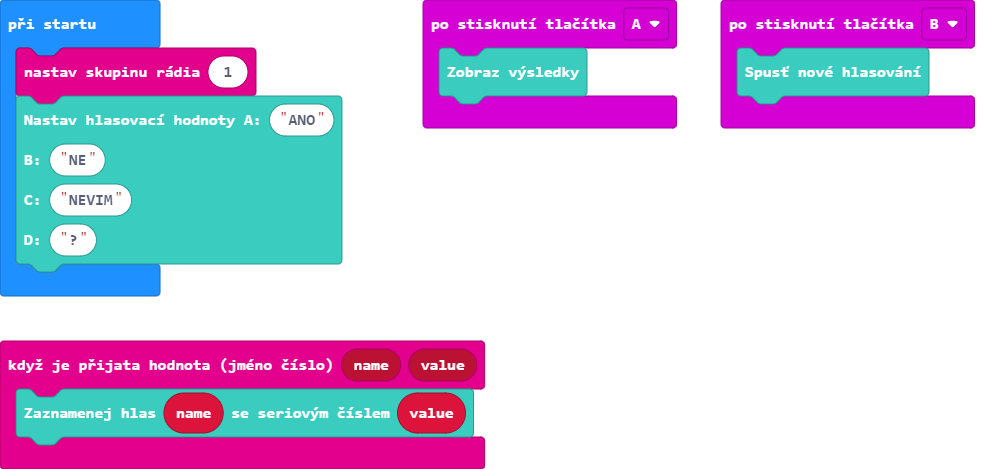 při startu
nastav skupinu rádia 1
Nastav hlasovací hodnoty A: "ANO"
B: "NE"
C: "NEVIM"
D: "?"
po stisknutí tlačítka A
Zobraz výsledky
po stisknutí tlačítka B
Spusť nové hlasování
když je přijata hodnota (jméno číslo) name value
Zaznamenej hlas name se seriovým číslem value